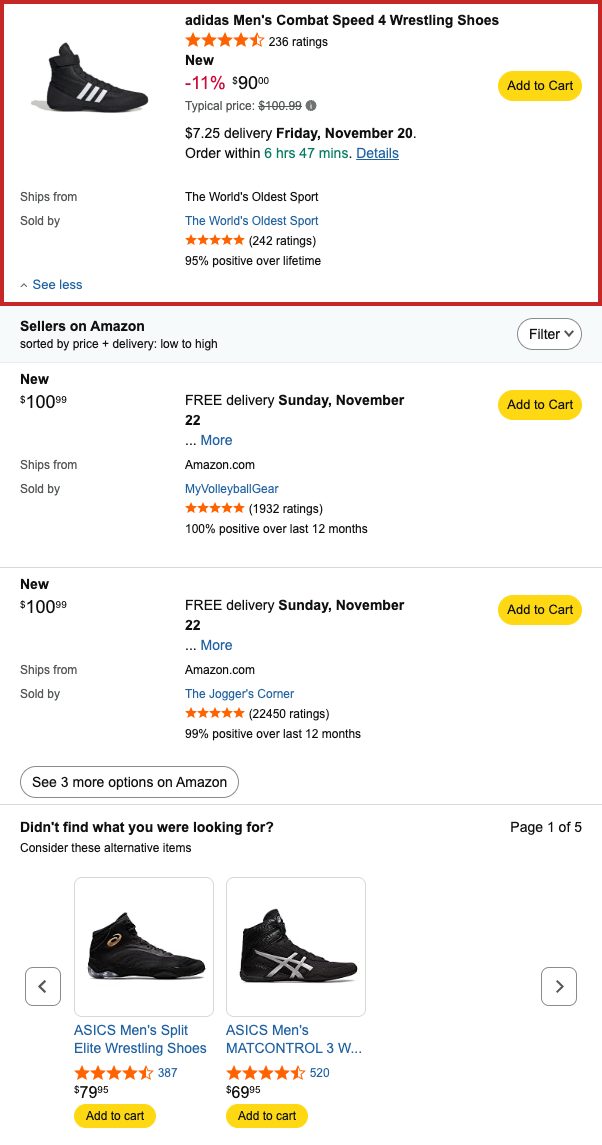 adidas Men's Combat Speed 4 Wrestling Shoes
236 ratings
New
-11% $90⁰⁰
Add to Cart
Typical price: $100.99
$7.25 delivery Friday, November 20.
Order within 6 hrs 47 mins. Details
Ships from The World's Oldest Sport
Sold by The World's Oldest Sport
(242 ratings)
95% positive over lifetime
See less
Sellers on Amazon
sorted by price + delivery: low to high
Filter
New
$100⁹⁹ FREE delivery Sunday, November
22
Add to Cart
... More
Ships from Amazon.com
Sold by MyVolleyballGear
(1932 ratings)
100% positive over last 12 months
New
$100⁹⁹ FREE delivery Sunday, November
22
Add to Cart
... More
Ships from Amazon.com
Sold by The Jogger's Corner
(22450 ratings)
99% positive over last 12 months
See 3 more options on Amazon
Didn't find what you were looking for? Page 1 of 5
Consider these alternative items
ASICS Men's Split
Elite Wrestling Shoes
387
$79⁹⁵
Add to cart
ASICS Men's
MATCONTROL 3 W...
520
$69⁹⁵
Add to cart